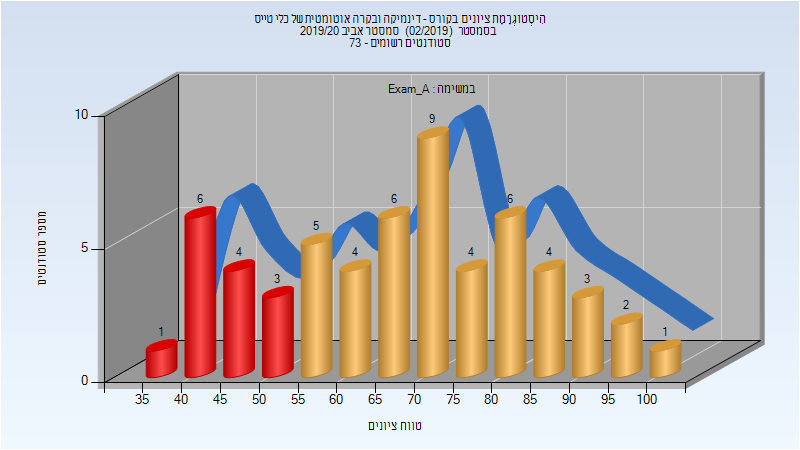 היסטוגרמת ציונים בקורס - דינמיקה ובקרה אוטומטית של כלי טייס
בסמסטר (02/2019) סמסטר אביב 2019/20
סטודנטים רשומים - 73
במשימה : Exam_A
מספר סטודנטים
10
5
0
1
6
4
3
5
4
6
9
4
6
4
3
2
1
35 40 45 50 55 60 65 70 75 80 85 90 95 100
טווח ציונים